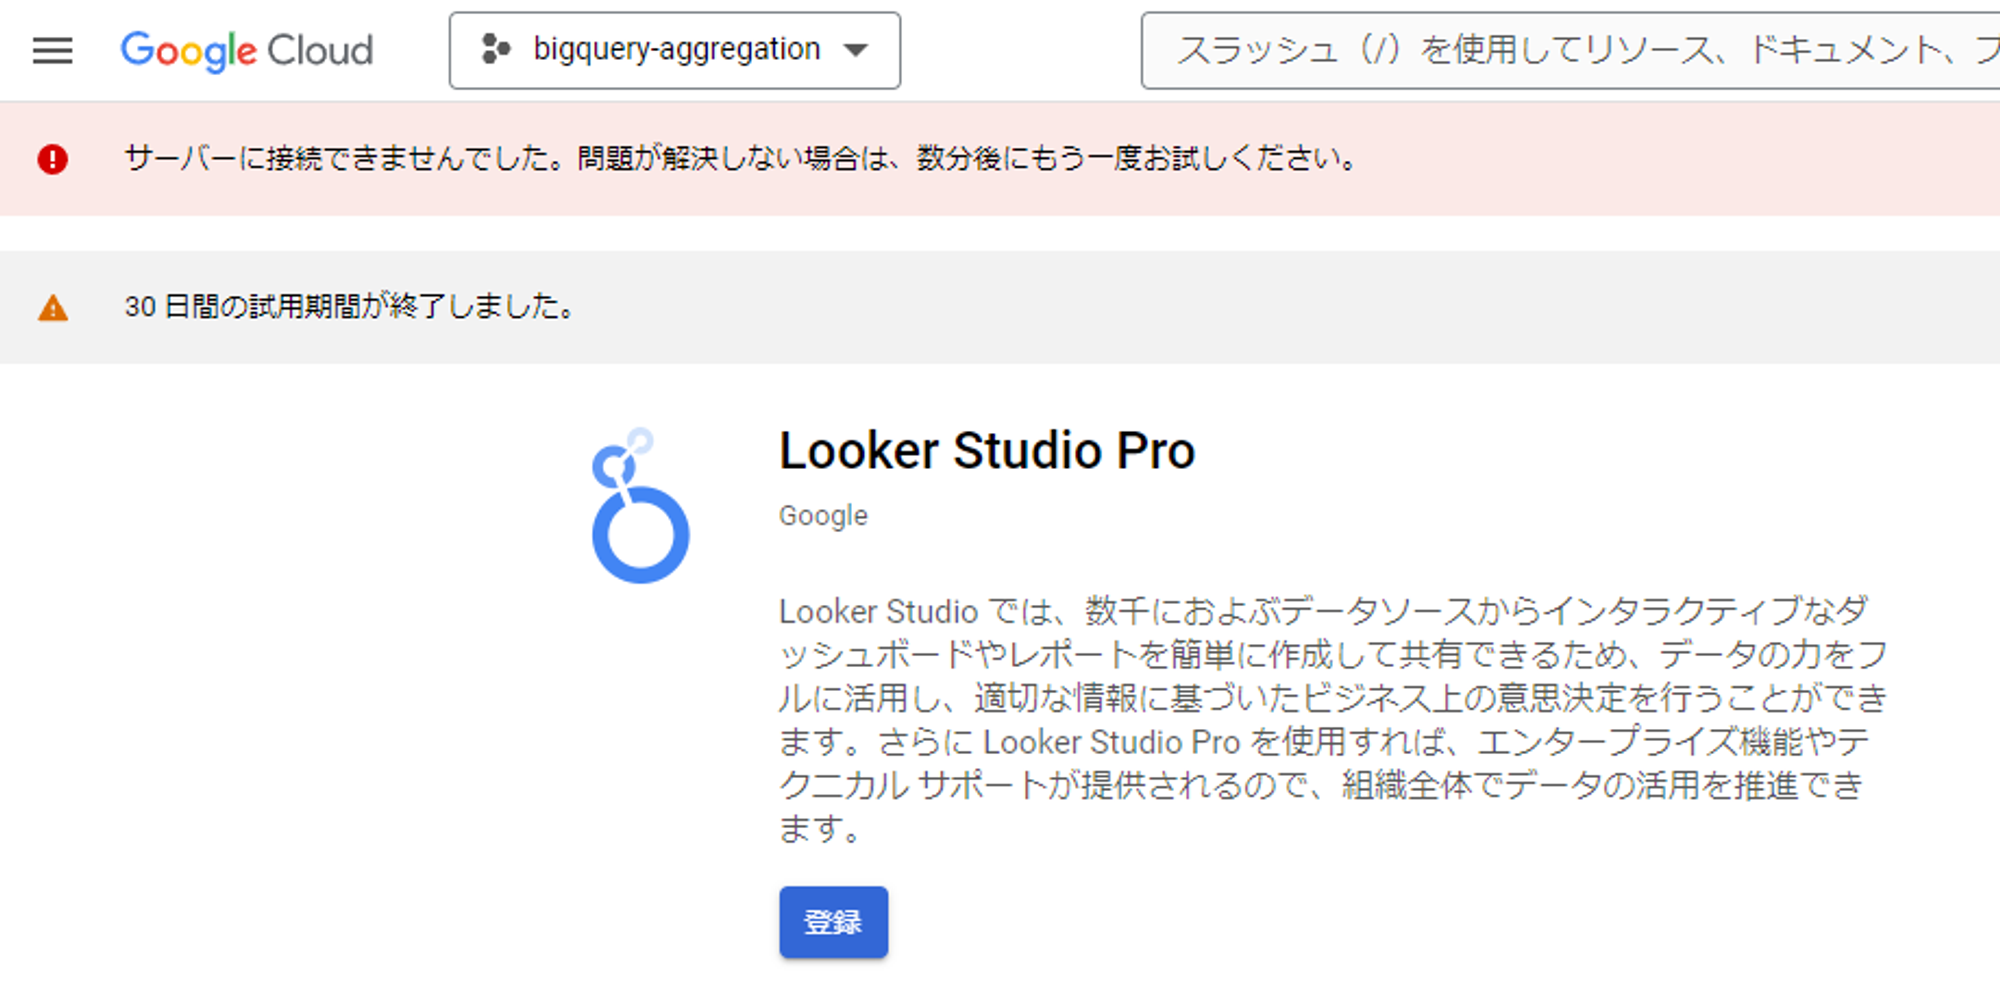 Google Cloud
bigquery-aggregation
スラッシュ（/）を使用してリソース、ドキュメント、フ
サーバーに接続できませんでした。問題が解決しない場合は、数分後にもう一度お試しください。
30 日間の試用期間が終了しました。
Looker Studio Pro
Google
Looker Studio では、数千におよぶデータソースからインタラクティブなダ
ッシュボードやレポートを簡単に作成して共有できるため、データの力をフ
ルに活用し、適切な情報に基づいたビジネス上の意思決定を行うことができ
ます。さらに Looker Studio Pro を使用すれば、エンタープライズ機能やテ
クニカル サポートが提供されるので、組織全体でデータの活用を推進でき
ます。
登録